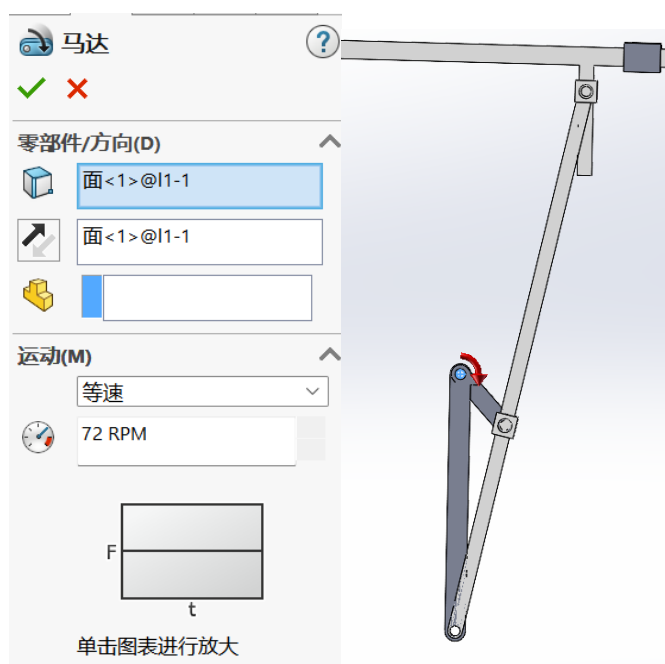 马达
?
零部件/方向(D)
面<1>@l1-1
面<1>@l1-1
运动(M)
等速
72 RPM
F
t
单击图表进行放大